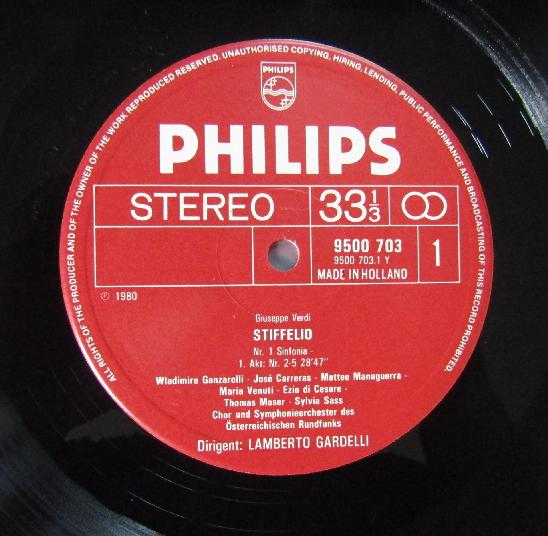 ALL RIGHTS OF THE PRODUCER AND OF THE OWNER OF THE WORK REPRODUCED RESERVED. UNAUTHORISED COPYING, HIRING, LENDING, PUBLIC PERFORMANCE AND BROADCASTING OF THIS RECORD PROHIBITED.
PHILIPS
PHILIPS
STEREO 33 1/3
9500 703 1
9500 703.1 Y
MADE IN HOLLAND
℗ 1980
Giuseppe Verdi
STIFFELIO
Nr. 1 Sinfonia -
1. Akt: Nr. 2-5 28'47"
Wladimiro Ganzarolli · José Carreras · Matteo Manuguerra ·
Maria Venuti · Ezio di Cesare ·
Thomas Moser · Sylvia Sass
Chor und Symphonieorchester des
Österreichischen Rundfunks
Dirigent: LAMBERTO GARDELLI